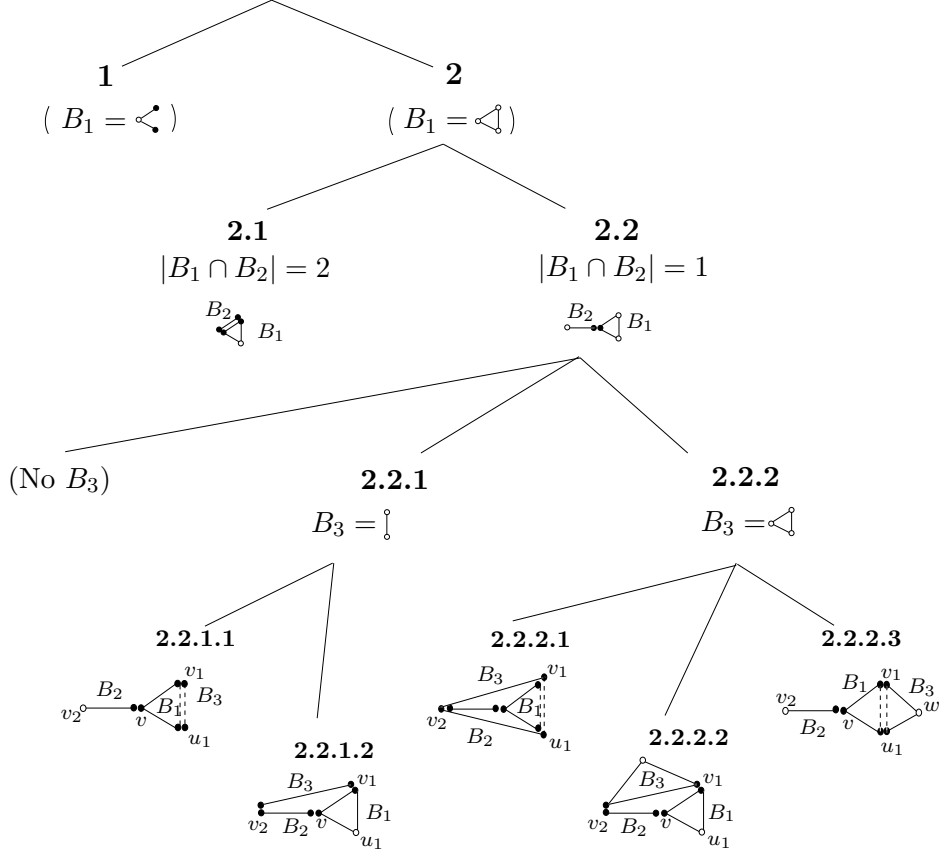 1 2
( B₁ = ) ( B₁ = )
2.1 2.2
|B₁ ∩ B₂| = 2 |B₁ ∩ B₂| = 1
B₂ B₁ B₂ B₁
(No B₃) 2.2.1 2.2.2
B₃ = B₃ =
2.2.1.1 2.2.2.1 2.2.2.3
v₂ B₂ v B₁ v₁ B₃ u₁
v₂ B₃ B₂ B₁ v₁ u₁
v₂ B₂ v B₁ v₁ B₃ w u₁
2.2.1.2 2.2.2.2
v₂ B₃ B₂ v v₁ B₁ u₁
v₂ B₃ B₂ v v₁ B₁ u₁